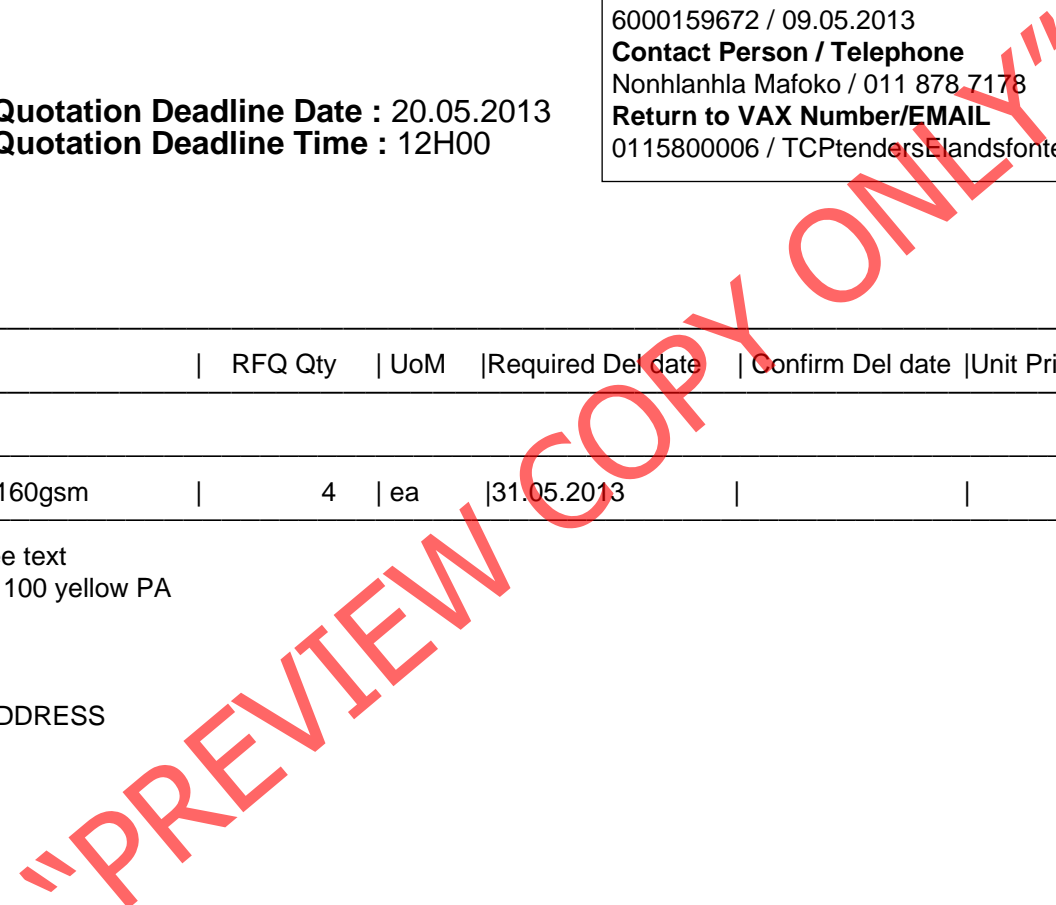 6000159672 / 09.05.2013
Contact Person / Telephone
Nonhlanhla Mafoko / 011 878 7178
Quotation Deadline Date : 20.05.2013
Return to VAX Number/EMAIL
Quotation Deadline Time : 12H00
0115800006 / TCPtendersElandsfonte
| RFQ Qty | UoM |Required Del date | Confirm Del date |Unit Pri
160gsm | 4 | ea |31.05.2013 | |
e text
100 yellow PA
DDRESS
"PREVIEW COPY ONLY"